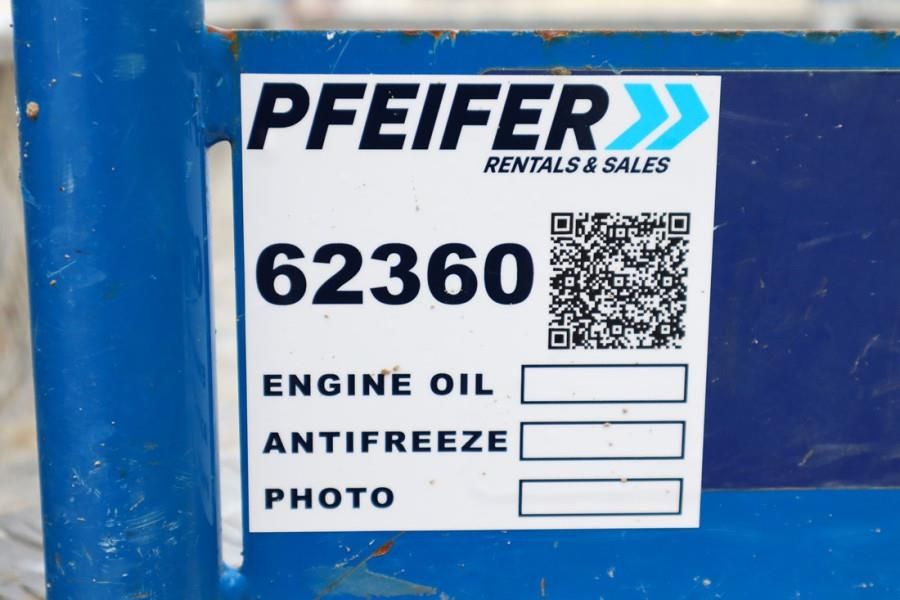 PFEIFER
RENTALS & SALES
62360
ENGINE OIL
ANTIFREEZE
PHOTO